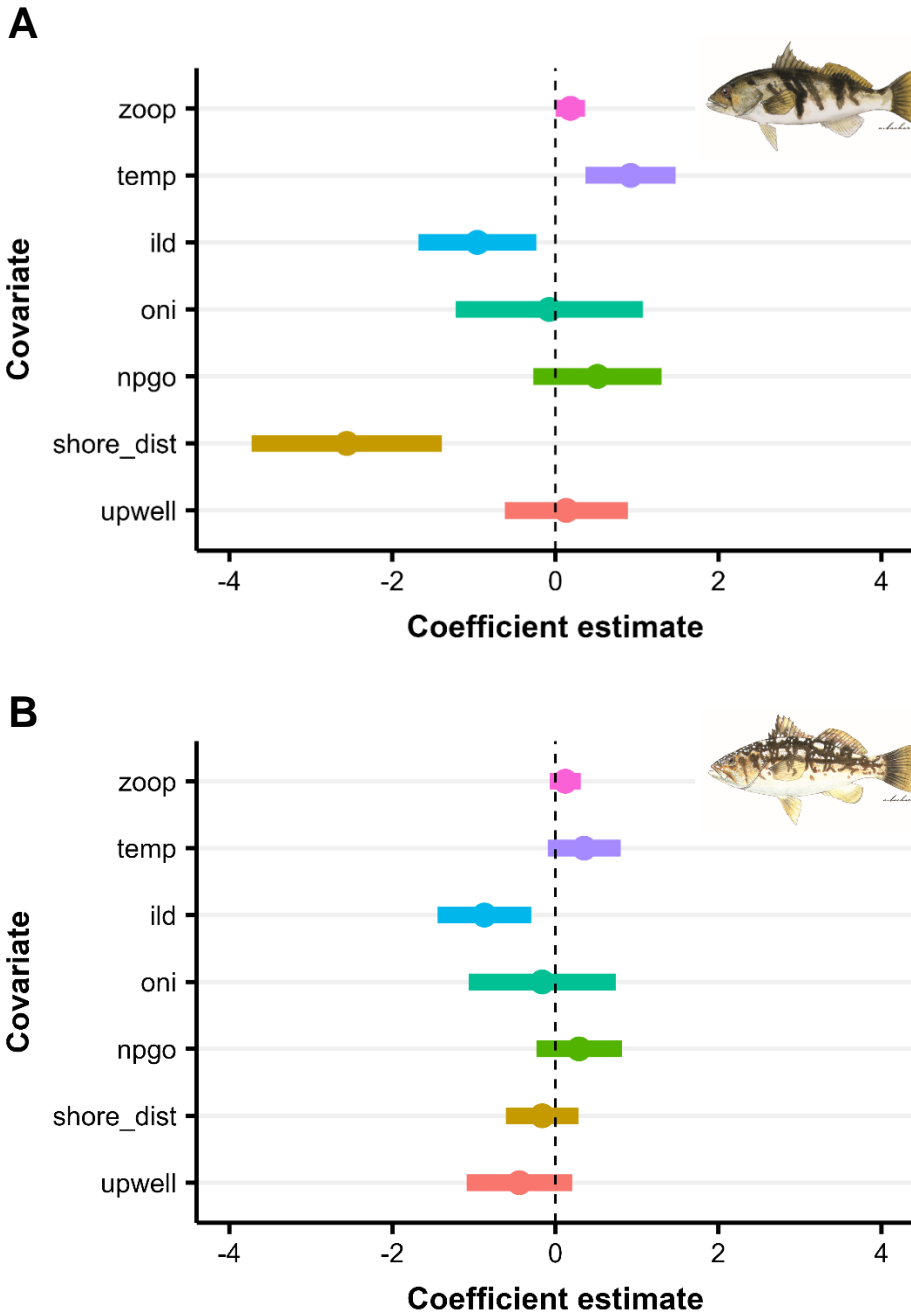 A
zoop
temp
ild
oni
npgo
shore_dist
upwell
Covariate
-4 -2 0 2 4
Coefficient estimate
B
zoop
temp
ild
oni
npgo
shore_dist
upwell
Covariate
-4 -2 0 2 4
Coefficient estimate